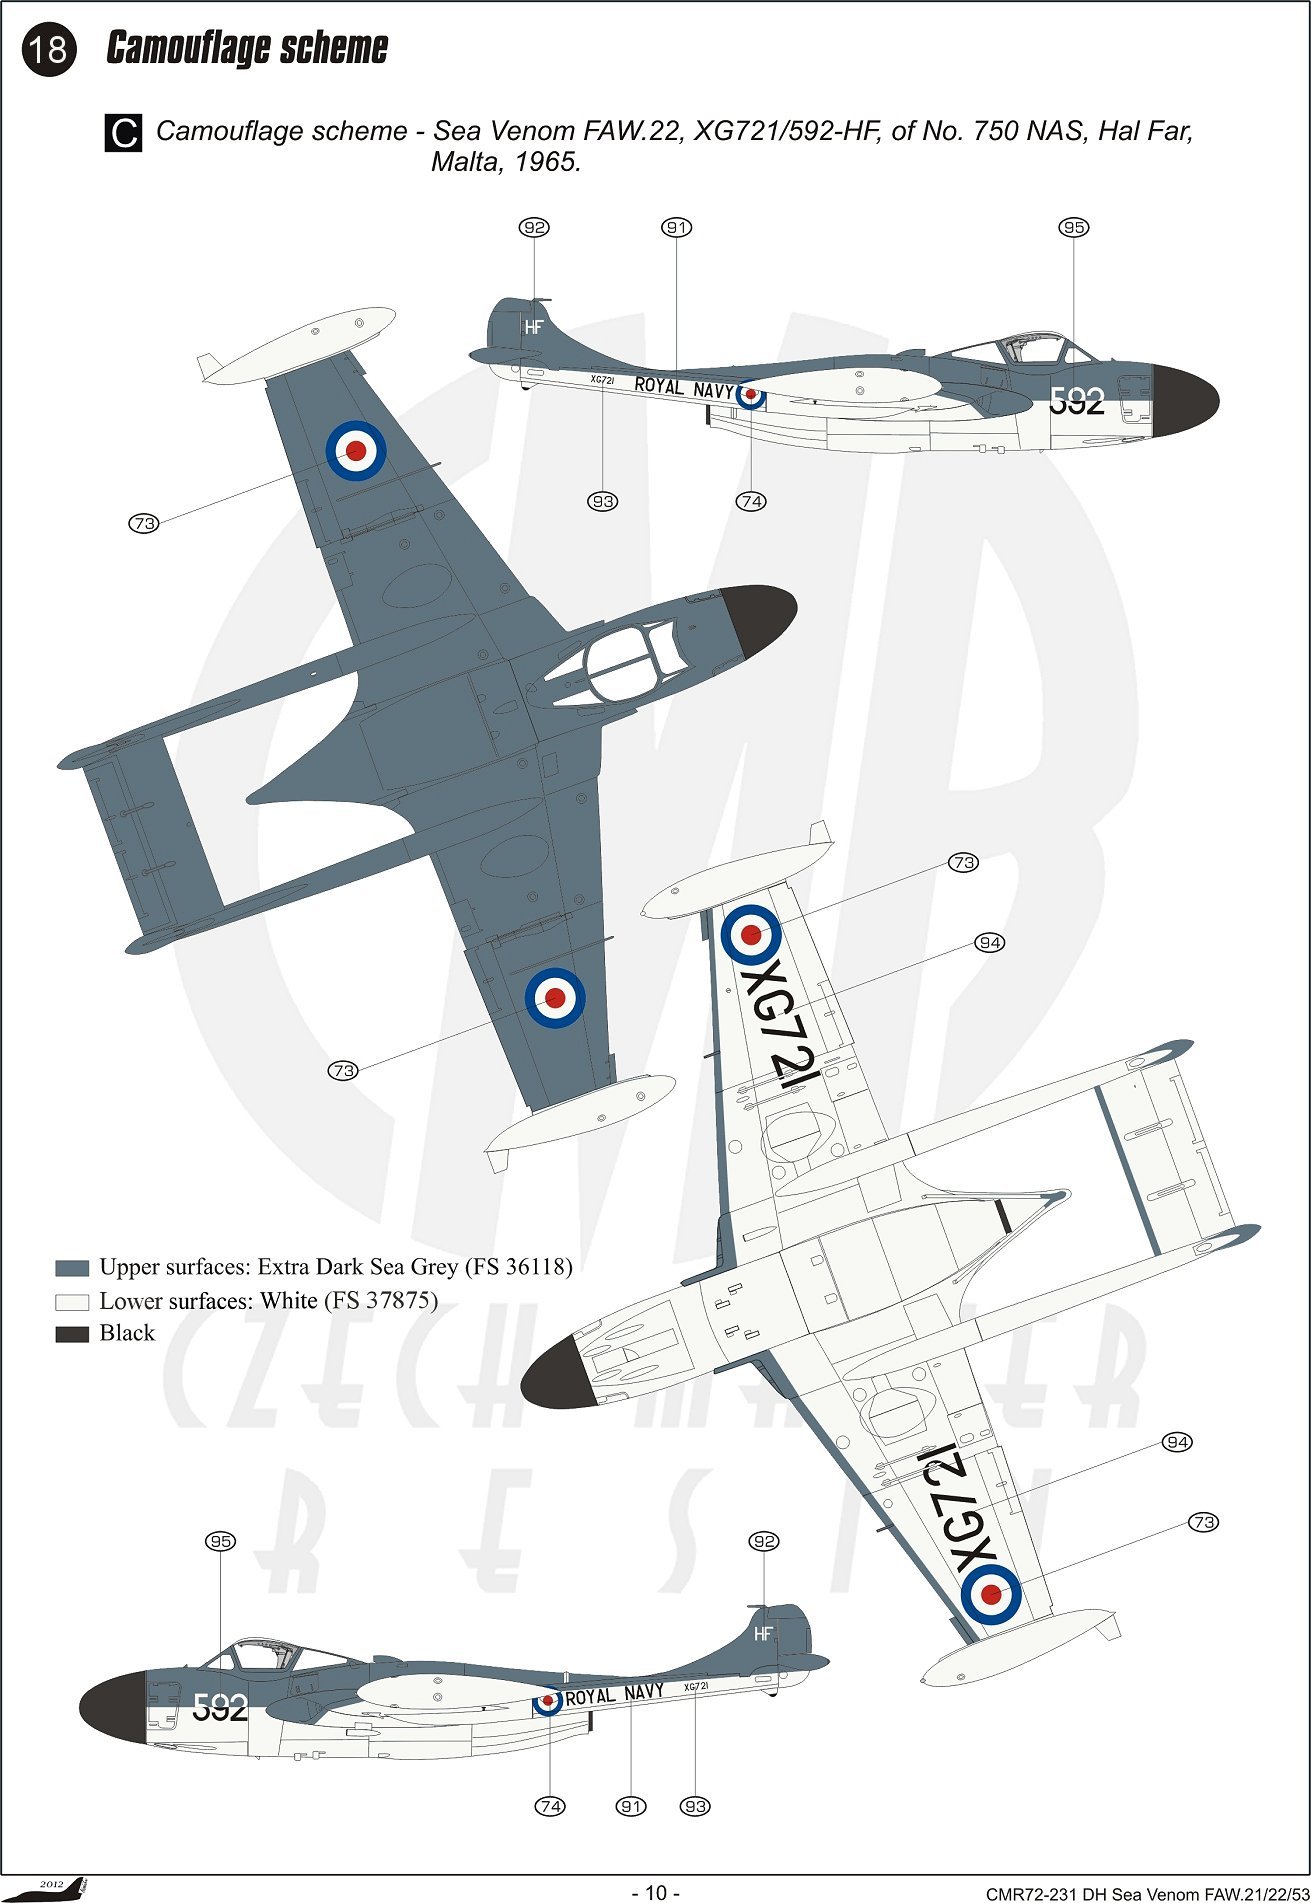 18 Camouflage scheme
C Camouflage scheme - Sea Venom FAW.22, XG721/592-HF, of No. 750 NAS, Hal Far,
Malta, 1965.
92 91 95
HF
XG721 ROYAL NAVY
592
93 74
73
73
73
94
XG721
Upper surfaces: Extra Dark Sea Grey (FS 36118)
Lower surfaces: White (FS 37875)
Black
CMR
CZECH MASTER
RESIN
94
XG721
73
95 92
HF
592
ROYAL NAVY XG721
74 91 93
2012
- 10 -
CMR72-231 DH Sea Venom FAW.21/22/53